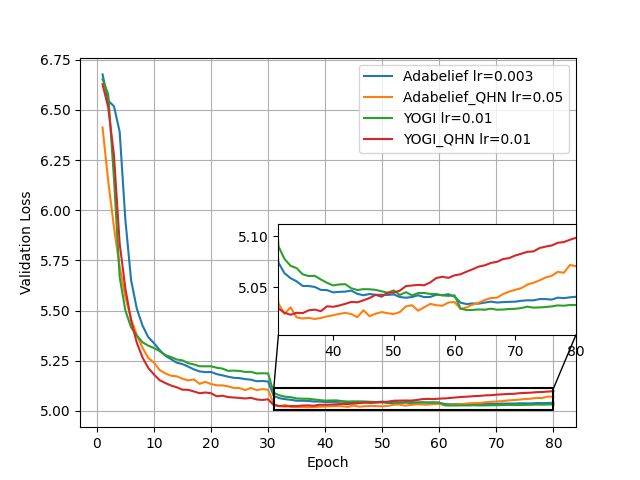 6.75
6.50
6.25
6.00
5.75
5.50
5.25
5.00
Validation Loss
Adabelief lr=0.003
Adabelief_QHN lr=0.05
YOGI lr=0.01
YOGI_QHN lr=0.01
5.10
5.05
40 50 60 70 80
0 10 20 30 40 50 60 70 80
Epoch